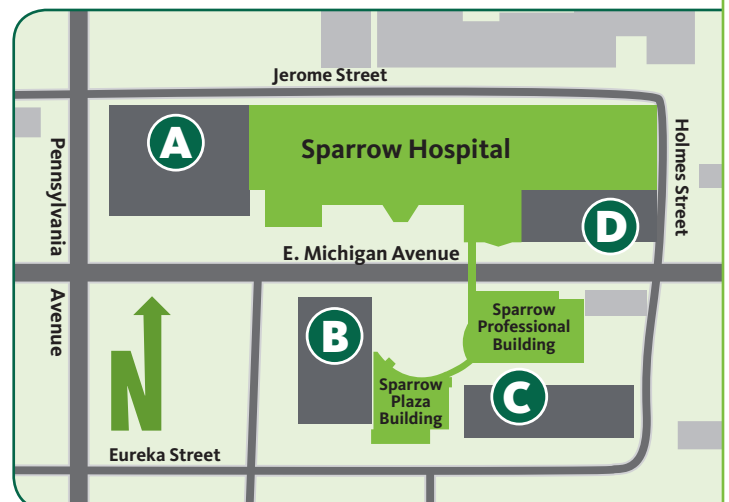 Jerome Street
A
Sparrow Hospital
Pennsylvania
Avenue
Holmes Street
D
E. Michigan Avenue
B
Sparrow
Professional
Building
Sparrow
Plaza
Building
C
N
Eureka Street